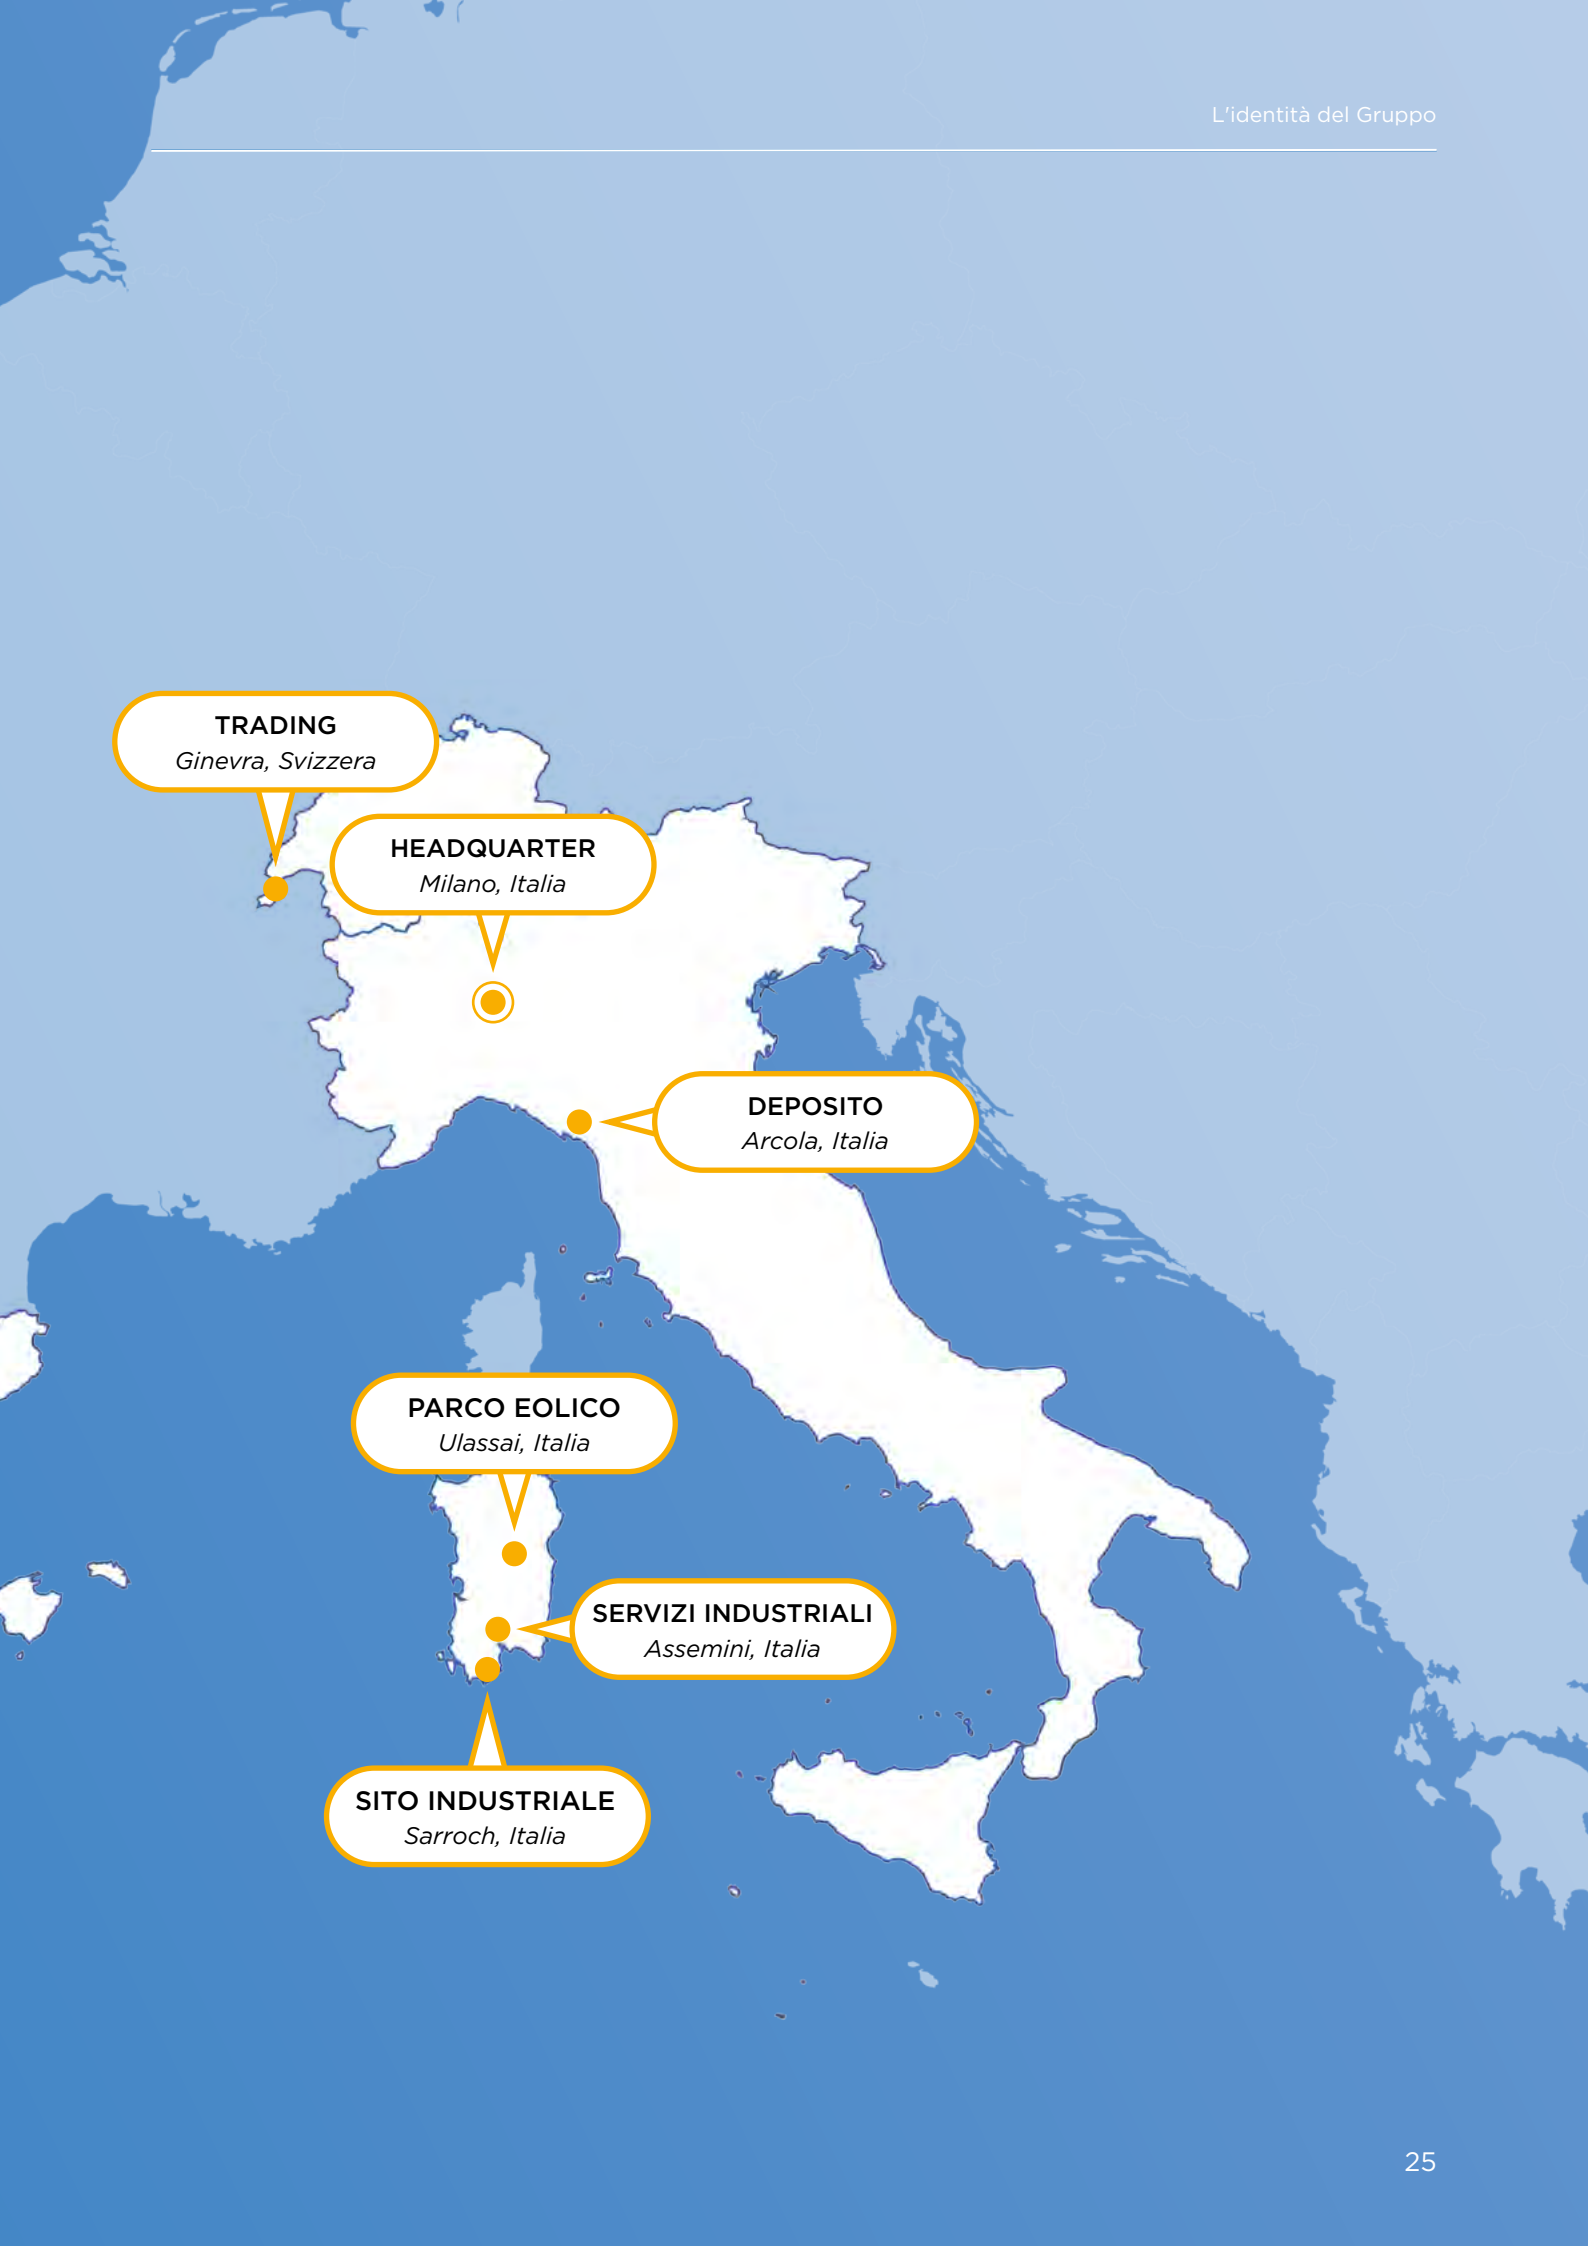 L'identità del Gruppo
TRADING
Ginevra, Svizzera
HEADQUARTER
Milano, Italia
DEPOSITO
Arcola, Italia
PARCO EOLICO
Ulassai, Italia
SERVIZI INDUSTRIALI
Assemini, Italia
SITO INDUSTRIALE
Sarroch, Italia
25